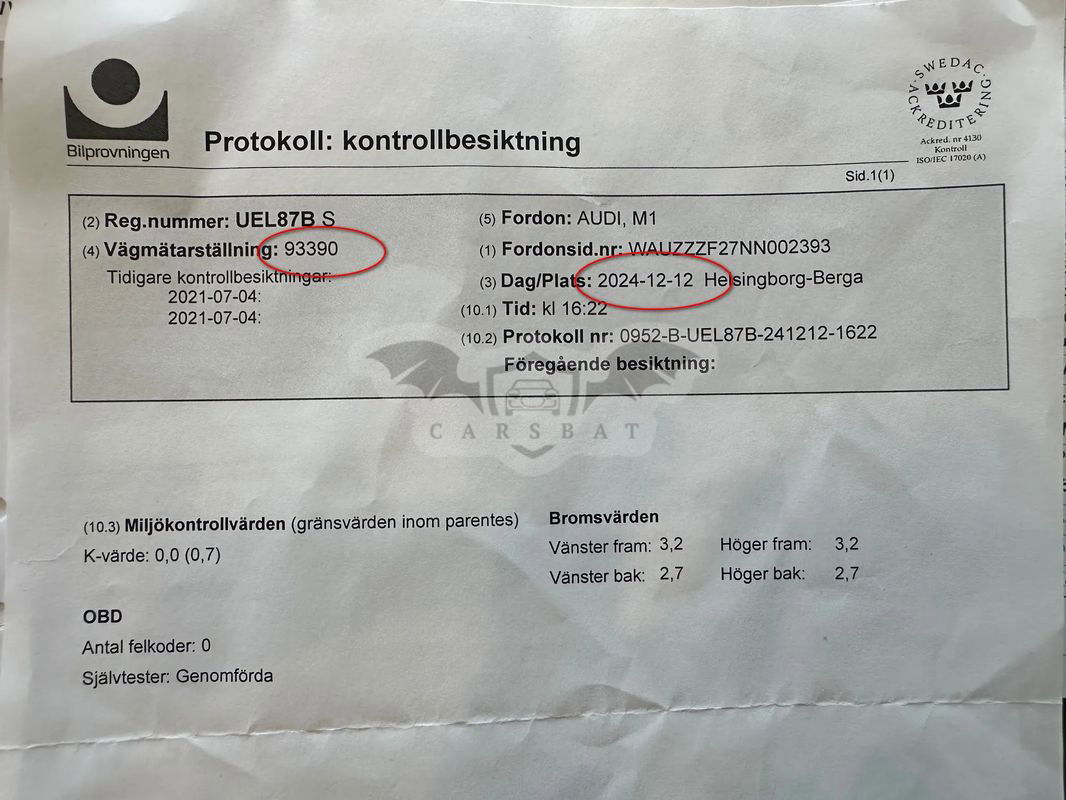 Bilprovningen
Protokoll: kontrollbesiktning
SWEDAC
ACKREDITERING
Ackred. nr 4130
Kontroll
ISO/IEC 17020 (A)
Sid.1(1)
(2) Reg.nummer: UEL87B S
(4) Vägmätarställning: 93390
Tidigare kontrollbesiktningar:
2021-07-04:
2021-07-04:
(5) Fordon: AUDI, M1
(1) Fordonsid.nr: WAUZZZF27NN002393
(3) Dag/Plats: 2024-12-12 Helsingborg-Berga
(10.1) Tid: kl 16:22
(10.2) Protokoll nr: 0952-B-UEL87B-241212-1622
Föregående besiktning:
CARSBAT
(10.3) Miljökontrollvärden (gränsvärden inom parentes)
K-värde: 0,0 (0,7)
Bromsvärden
Vänster fram: 3,2 Höger fram: 3,2
Vänster bak: 2,7 Höger bak: 2,7
OBD
Antal felkoder: 0
Självtester: Genomförda